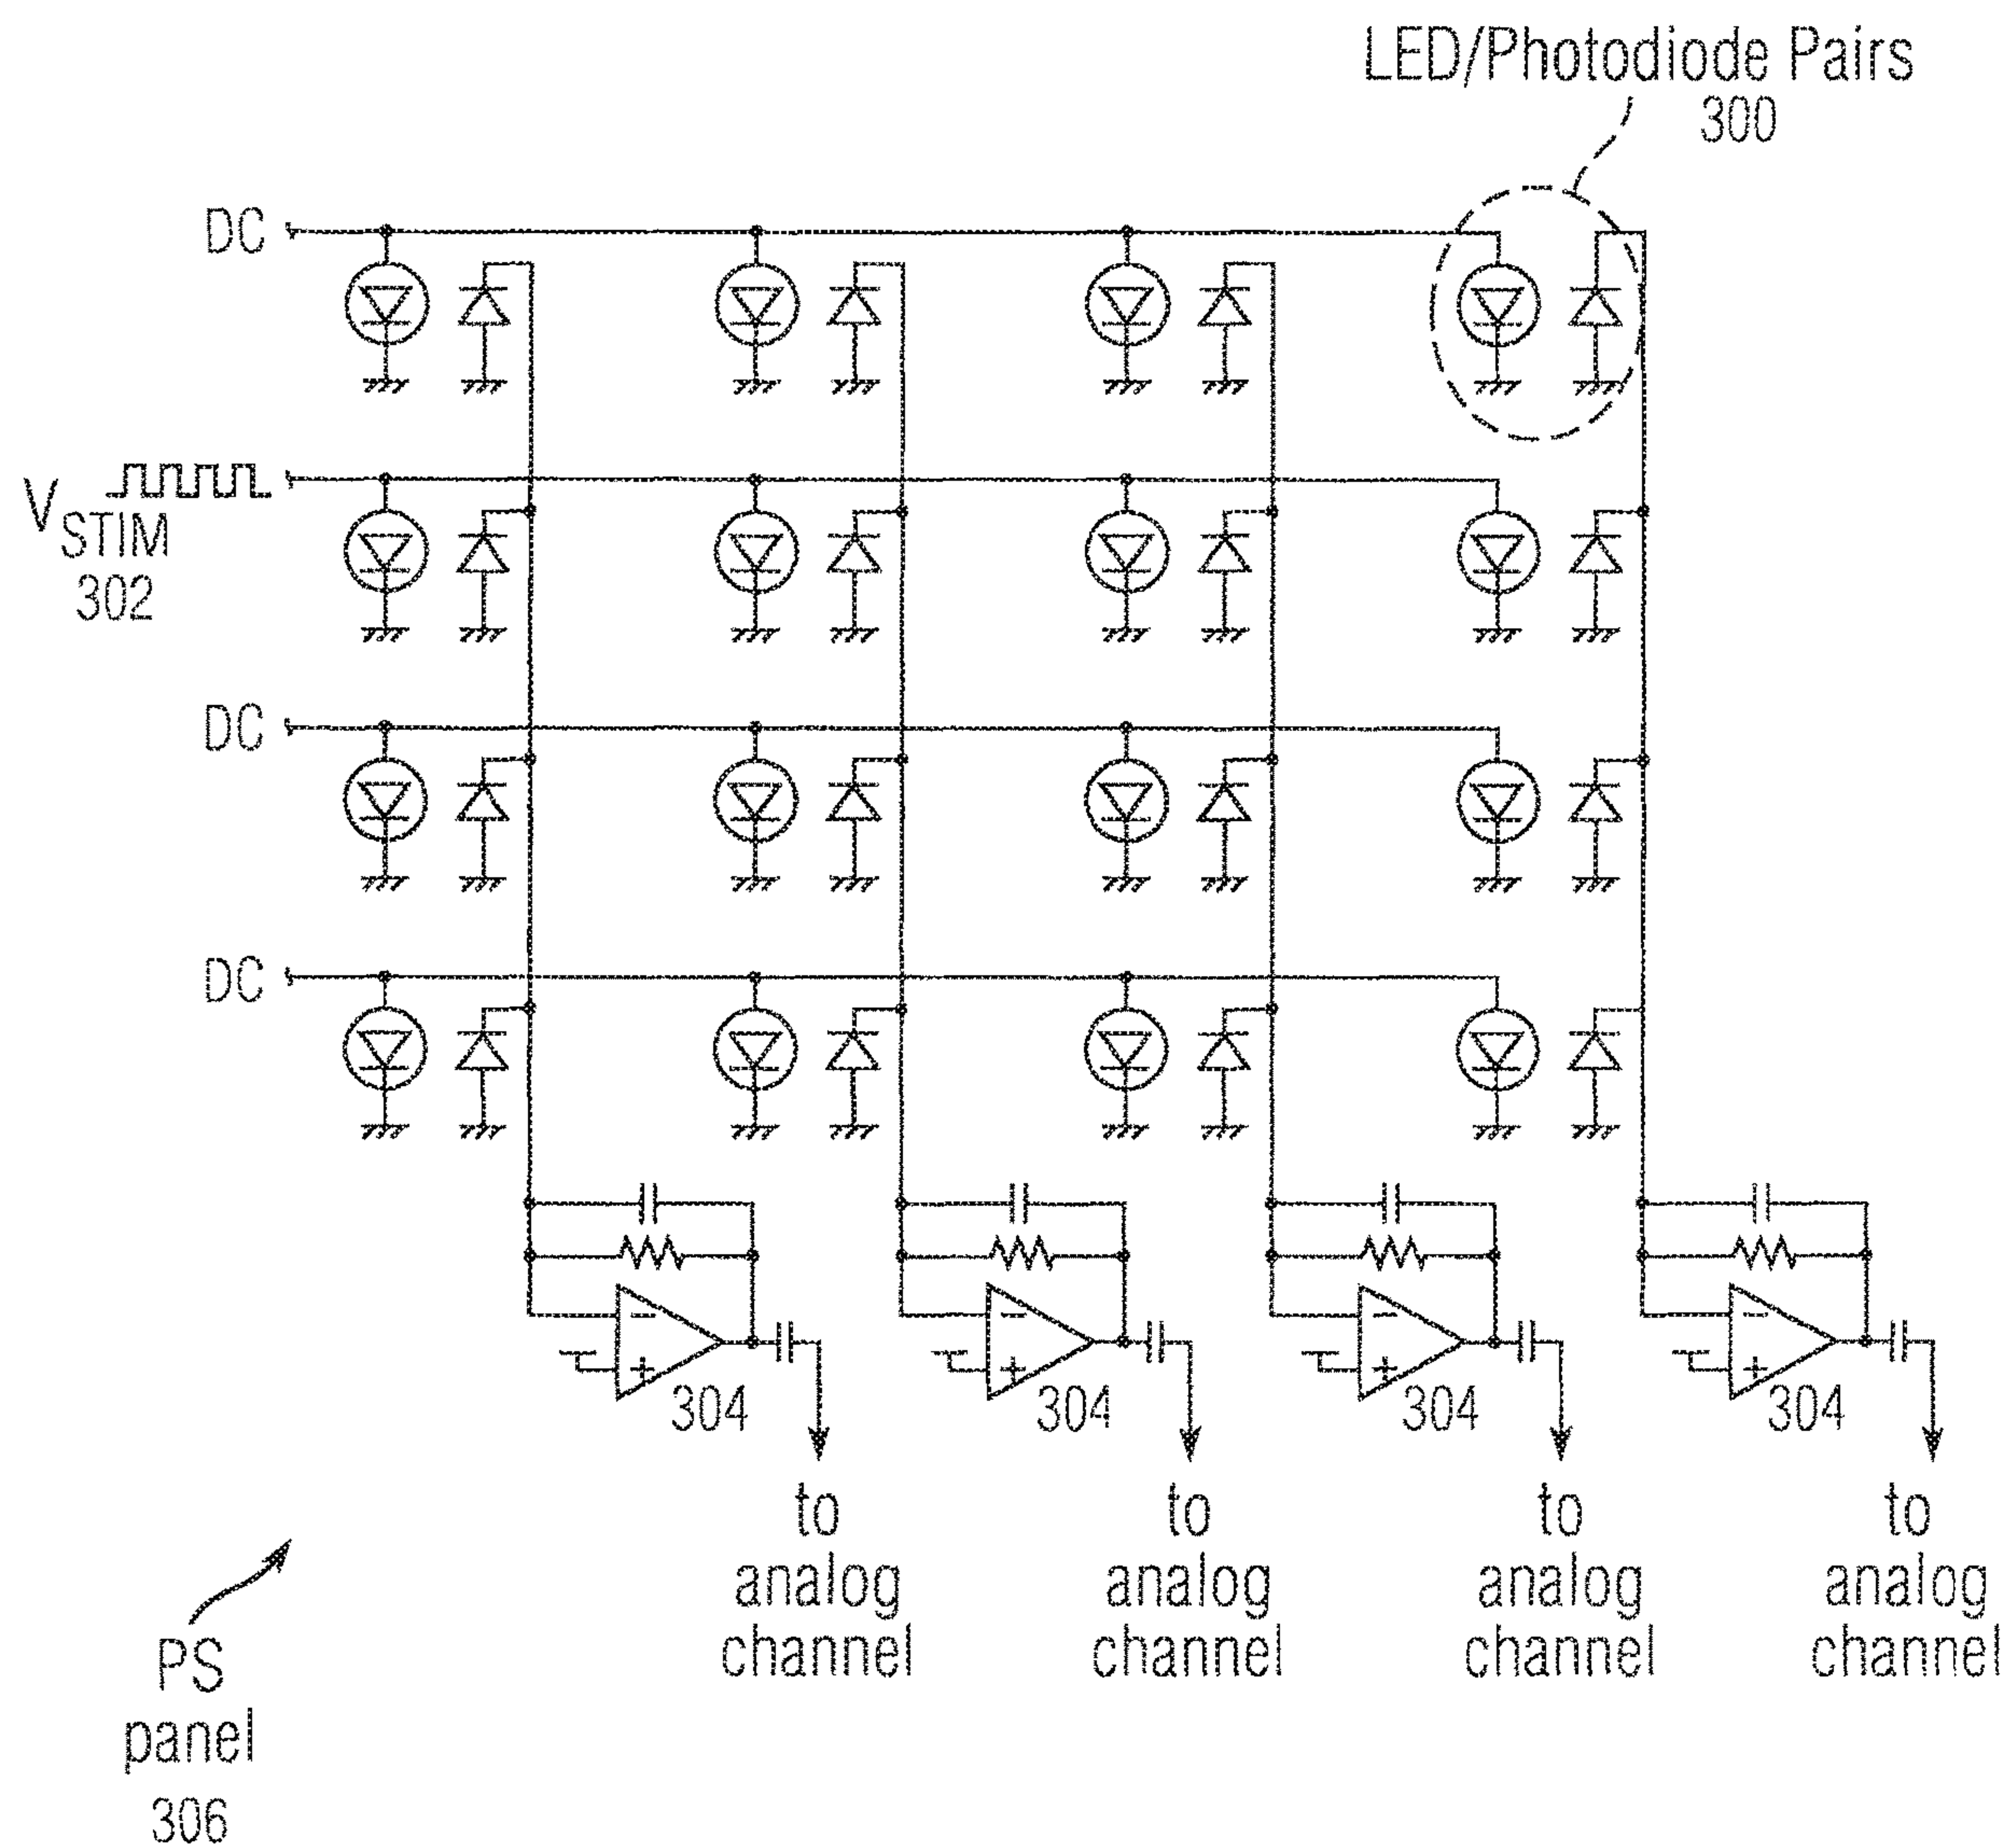 LED/Photodiode Pairs
300
DC
V STIM
302
DC
DC
− + 304
− + 304
− + 304
− + 304
to
analog
channel
to
analog
channel
to
analog
channel
to
analog
channel
PS
panel
306